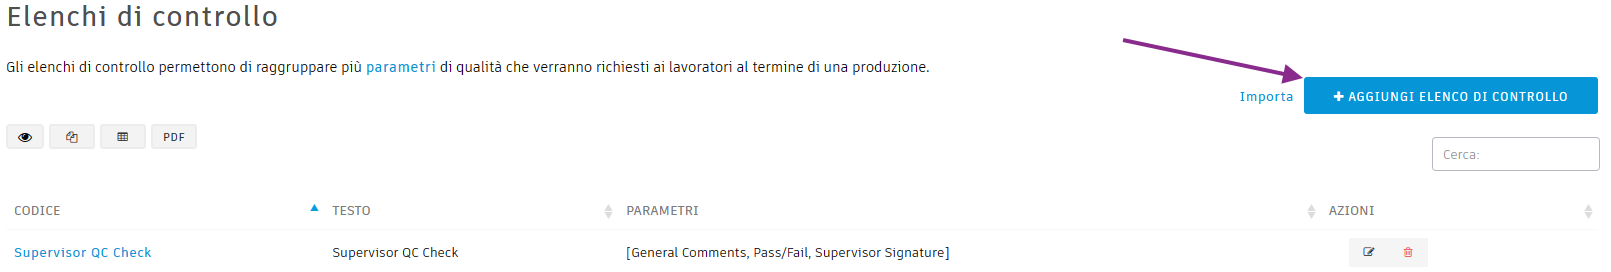 Elenchi di controllo
Gli elenchi di controllo permettono di raggruppare più parametri di qualità che verranno richiesti ai lavoratori al termine di una produzione.
Importa
AGGIUNGI ELENCO DI CONTROLLO
PDF
Cerca:
CODICE TESTO PARAMETRI AZIONI
Supervisor QC Check Supervisor QC Check [General Comments, Pass/Fail, Supervisor Signature]